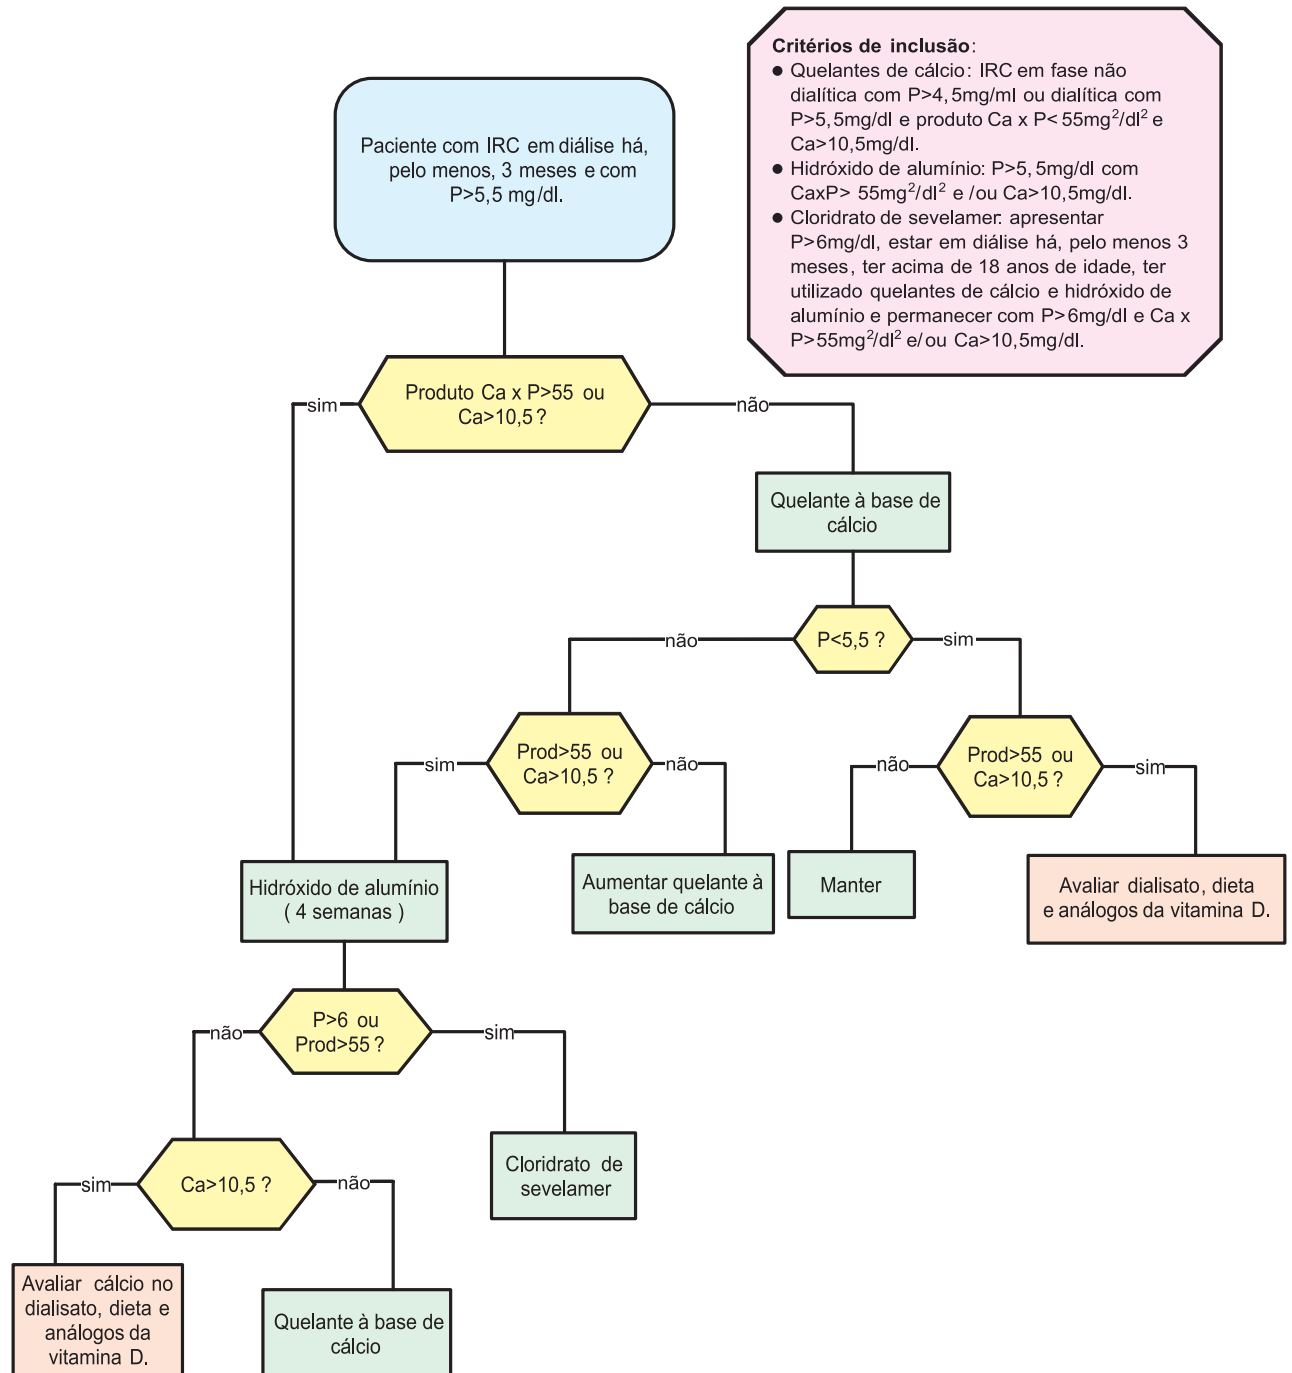 Critérios de inclusão:
● Quelantes de cálcio: IRC em fase não
dialítica com P>4,5mg/ml ou dialítica com
P>5,5mg/dl e produto Ca x P< 55mg²/dl² e
Ca>10,5mg/dl.
● Hidróxido de alumínio: P>5, 5mg/dl com
CaxP> 55mg²/dl² e /ou Ca>10,5mg/dl.
● Cloridrato de sevelamer: apresentar
P>6mg/dl, estar em diálise há, pelo menos 3
meses, ter acima de 18 anos de idade, ter
utilizado quelantes de cálcio e hidróxido de
alumínio e permanecer com P>6mg/dl e Ca x
P>55mg²/dl² e/ou Ca>10,5mg/dl.
Paciente com IRC em diálise há,
pelo menos, 3 meses e com
P>5,5 mg/dl.
Produto Ca x P>55 ou
Ca>10,5 ?
sim
não
Quelante à base de
cálcio
P<5,5 ?
não
sim
Prod>55 ou
Ca>10,5 ?
sim
não
Prod>55 ou
Ca>10,5 ?
não
sim
Hidróxido de alumínio
( 4 semanas )
Aumentar quelante à
base de cálcio
Manter
Avaliar dialisato, dieta
e análogos da vitamina D.
P>6 ou
Prod>55 ?
não
sim
Cloridrato de
sevelamer
Ca>10,5 ?
sim
não
Avaliar cálcio no
dialisato, dieta e
análogos da
vitamina D.
Quelante à base de
cálcio